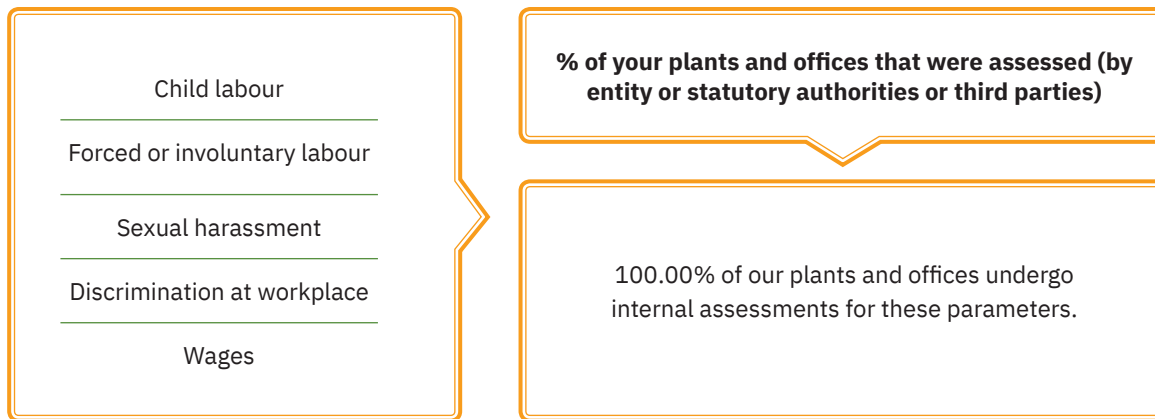 Child labour
Forced or involuntary labour
Sexual harassment
Discrimination at workplace
Wages
% of your plants and offices that were assessed (by
entity or statutory authorities or third parties)
100.00% of our plants and offices undergo
internal assessments for these parameters.